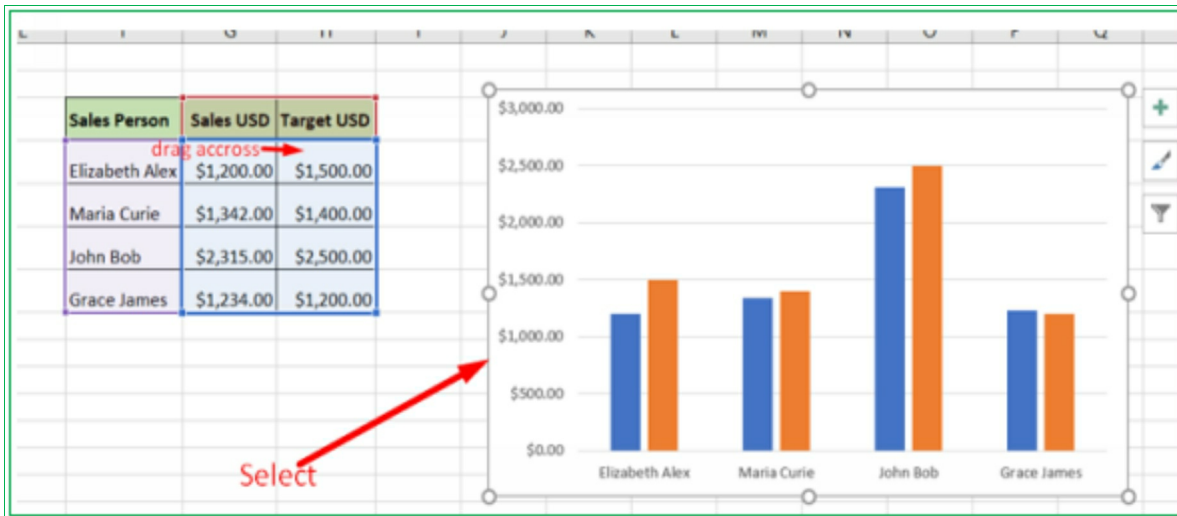 Sales Person Sales USD Target USD
drag accross
Elizabeth Alex $1,200.00 $1,500.00
Maria Curie $1,342.00 $1,400.00
John Bob $2,315.00 $2,500.00
Grace James $1,234.00 $1,200.00
Select
$3,000.00
$2,500.00
$2,000.00
$1,500.00
$1,000.00
$500.00
$0.00
Elizabeth Alex Maria Curie John Bob Grace James